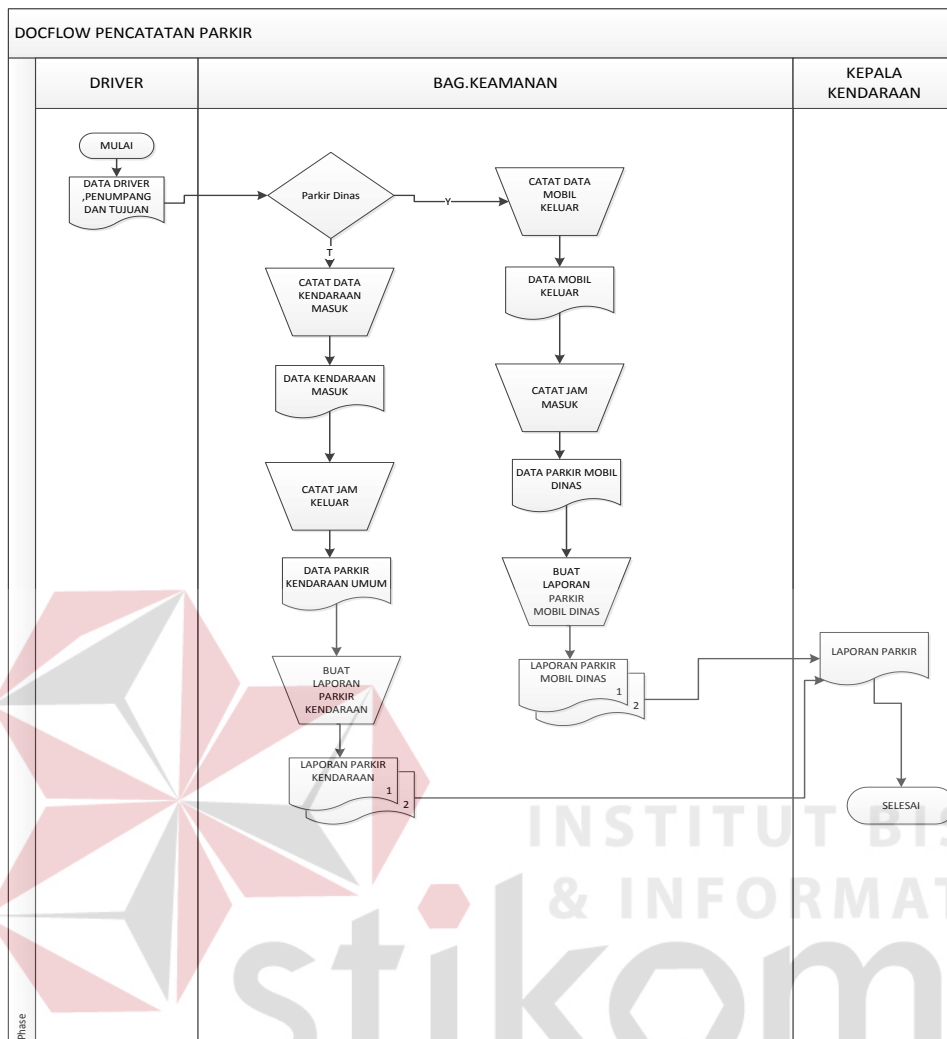 DOCFLOW PENCATATAN PARKIR
DRIVER
BAG.KEAMANAN
KEPALA
KENDARAAN
MULAI
DATA DRIVER
,PENUMPANG
DAN TUJUAN
Parkir Dinas
Y
T
CATAT DATA
KENDARAAN
MASUK
DATA KENDARAAN
MASUK
CATAT JAM
KELUAR
DATA PARKIR
KENDARAAN UMUM
BUAT
LAPORAN
PARKIR
KENDARAAN
LAPORAN PARKIR
KENDARAAN
1
2
CATAT DATA
MOBIL
KELUAR
DATA MOBIL
KELUAR
CATAT JAM
MASUK
DATA PARKIR MOBIL
DINAS
BUAT
LAPORAN
PARKIR
MOBIL DINAS
LAPORAN PARKIR
MOBIL DINAS
1
2
LAPORAN PARKIR
SELESAI
Phase
INSTITUT BIS
& INFORMAT
stikom